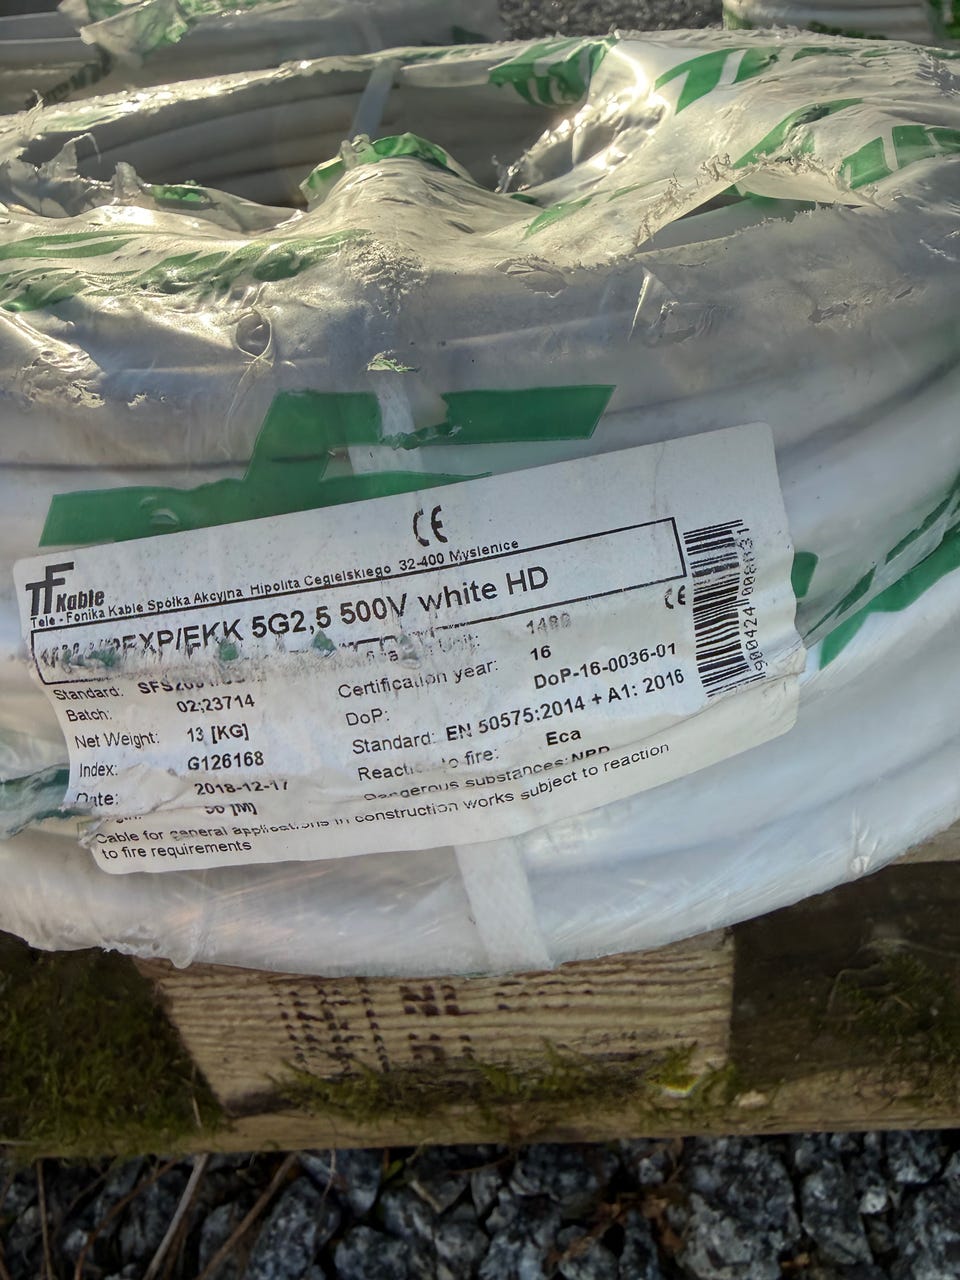 CE
TF Kable
Tele - Fonika Kable Spółka Akcyjna Hipolita Cegielskiego 32-400 Myslenice
5G2,5 500V white HD
CE
Standard:
Batch: 02;23714
Net Weight: 13 [KG]
Index: G126168
Date: 2018-12-17
[M]
Certification year: 16
DoP: DoP-16-0036-01
Standard: EN 50575:2014 + A1: 2016
to fire: Eca
Dangerous substances: NPD
Cable for general applications in construction works subject to reaction
to fire requirements